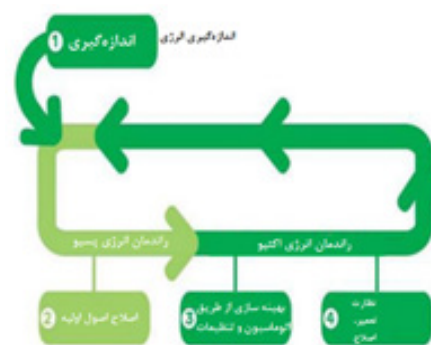 1 اندازه‌گیری
اندازه‌گیری انرژی
راندمان انرژی پسیو
راندمان انرژی اکتیو
2 اصلاح اصول اولیه
3 بهینه سازی از طریق
اتوماسیون و تنظیمات
4 نظارت
تعمیر،
اصلاح